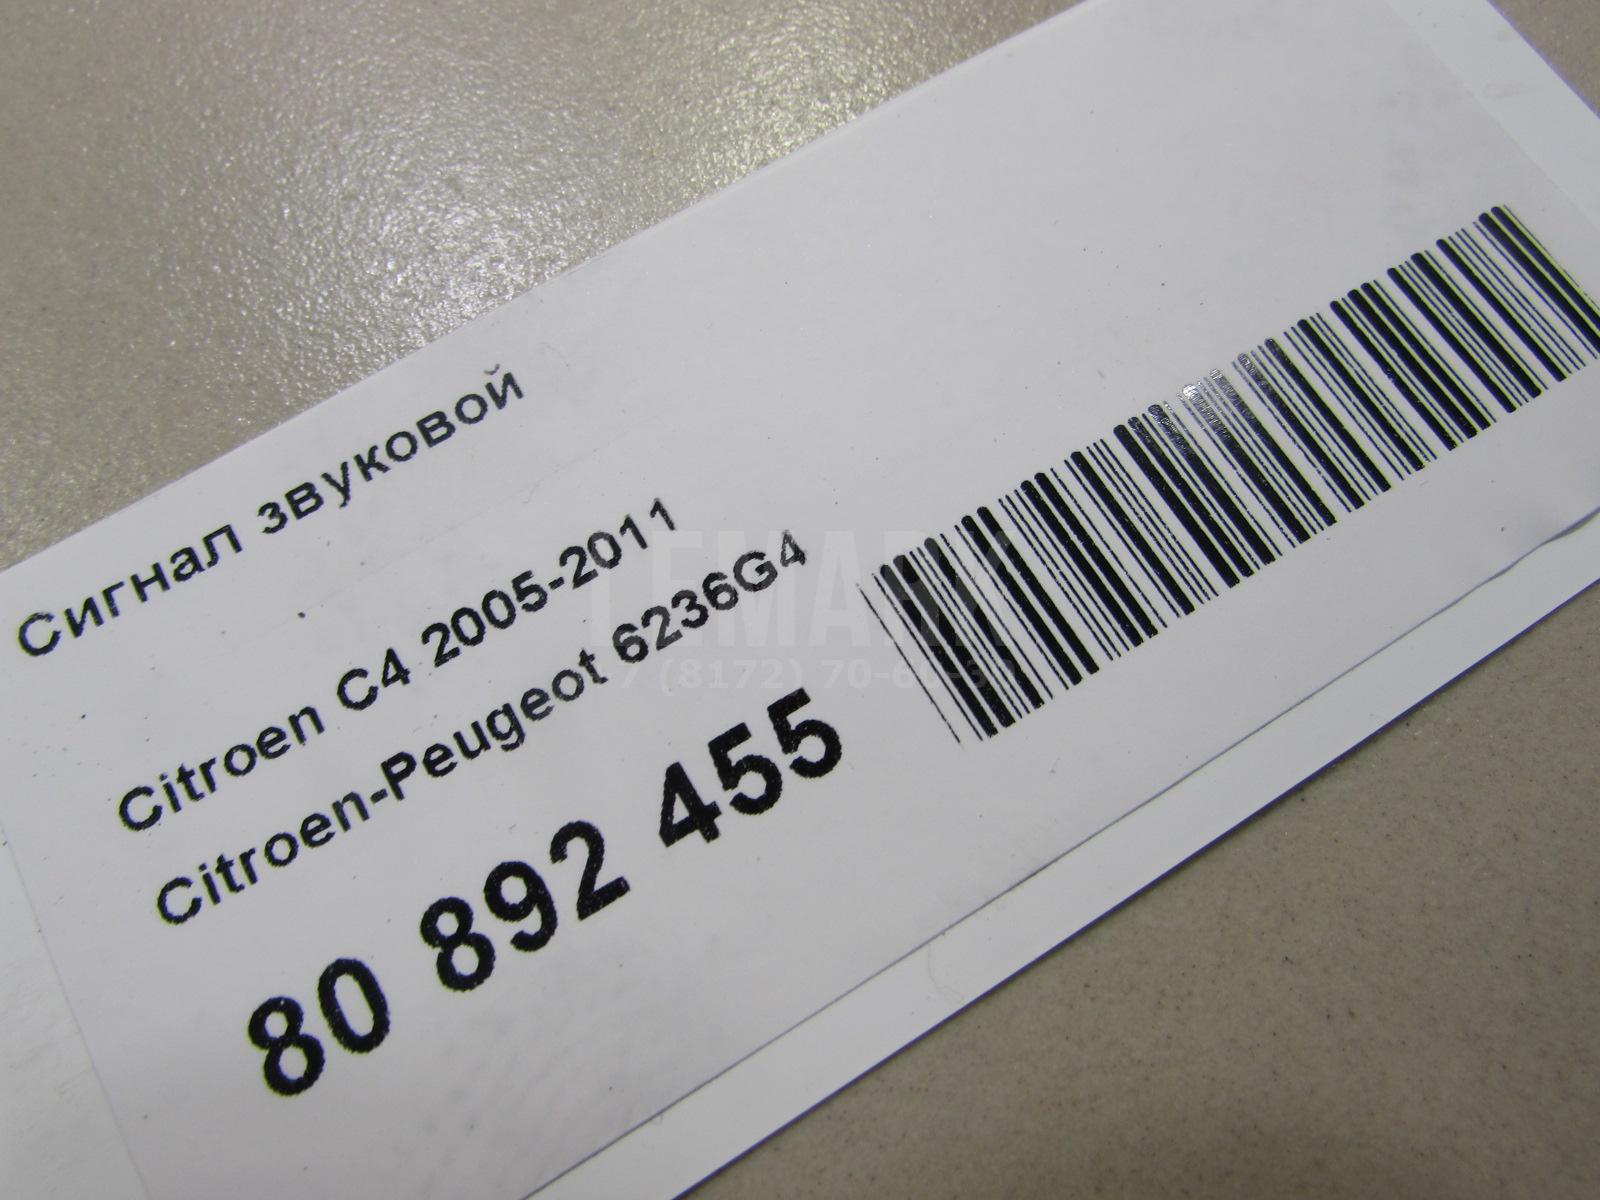 Сигнал звуковой
Citroen C4 2005-2011
Citroen-Peugeot 6236G4
80 892 455